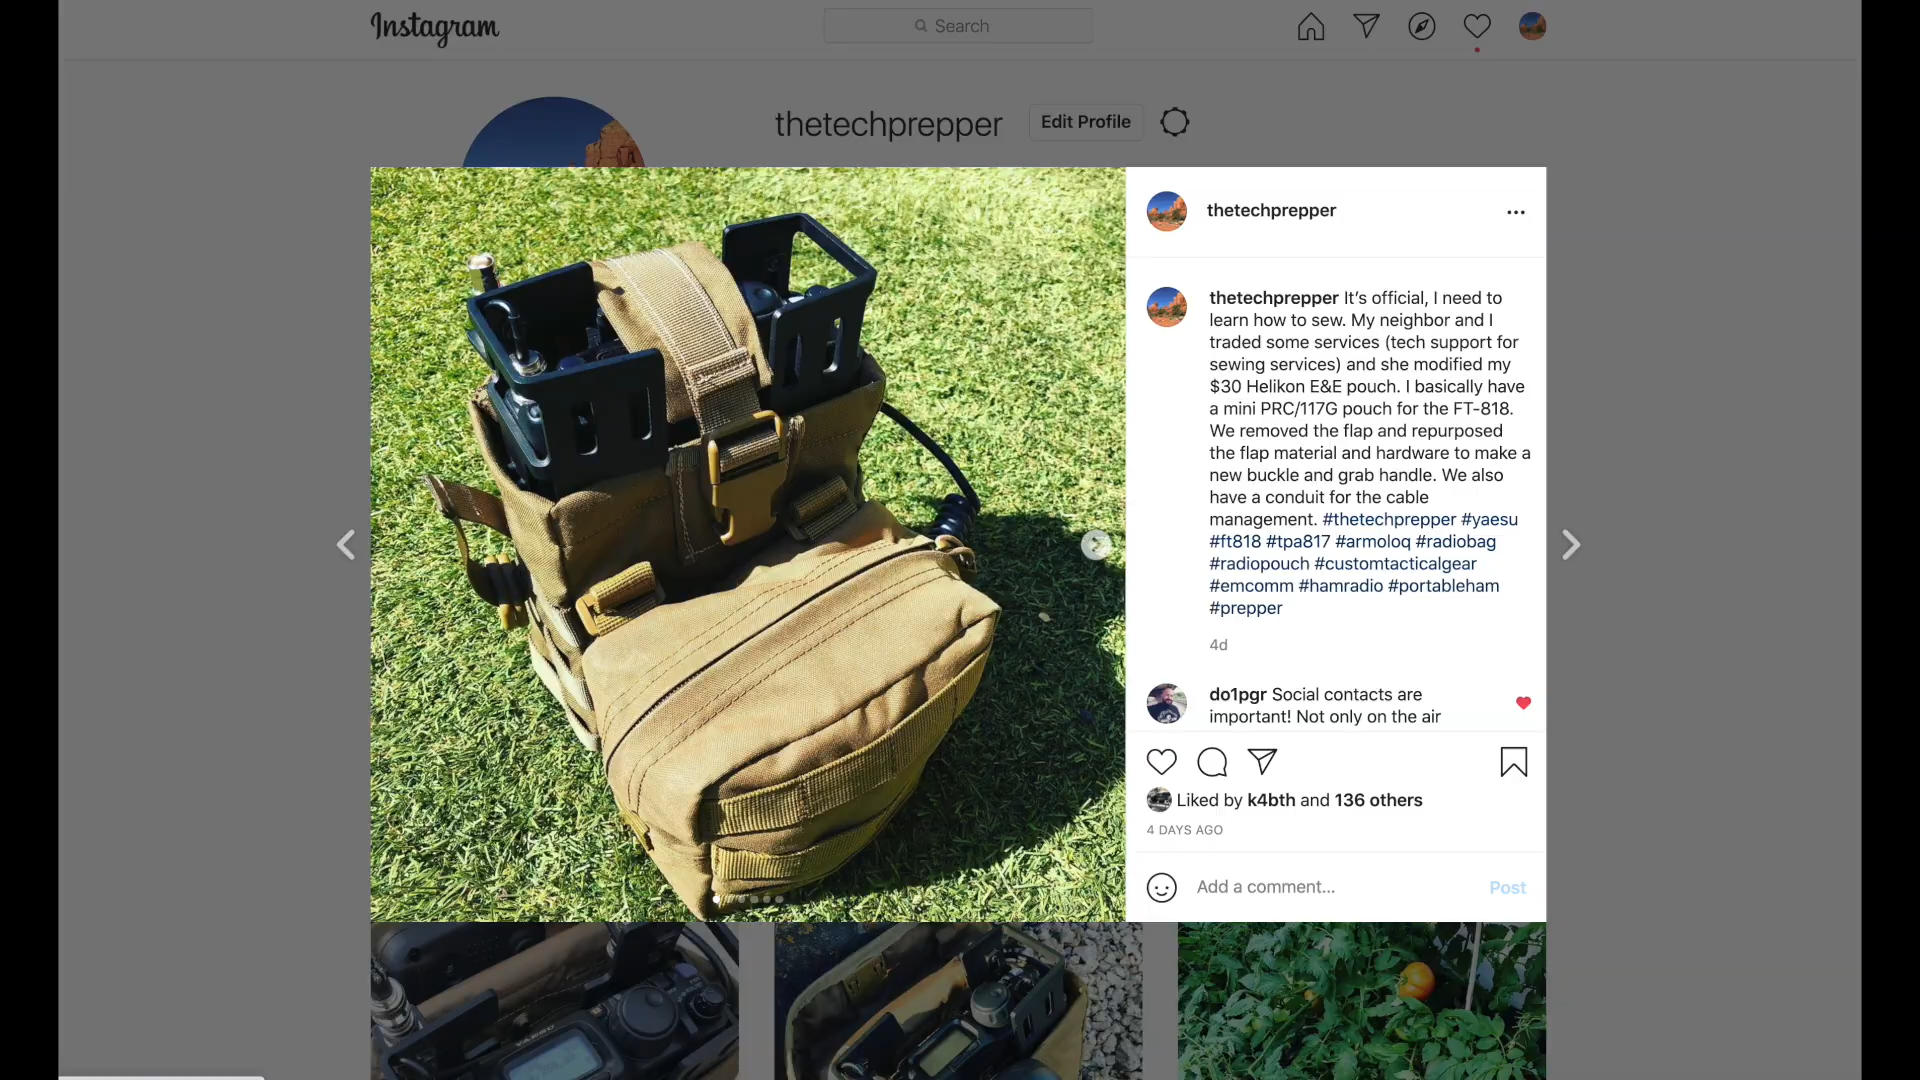 Instagram
Search
thetechprepper
Edit Profile
thetechprepper
thetechprepper It’s official, I need to
learn how to sew. My neighbor and I
traded some services (tech support for
sewing services) and she modified my
$30 Helikon E&E pouch. I basically have
a mini PRC/117G pouch for the FT-818.
We removed the flap and repurposed
the flap material and hardware to make a
new buckle and grab handle. We also
have a conduit for the cable
management. #thetechprepper #yaesu
#ft818 #tpa817 #armoloq #radiobag
#radiopouch #customtacticalgear
#emcomm #hamradio #portableham
#prepper
4d
do1pgr Social contacts are
important! Not only on the air
Liked by k4bth and 136 others
4 DAYS AGO
Add a comment...
Post
YAESU